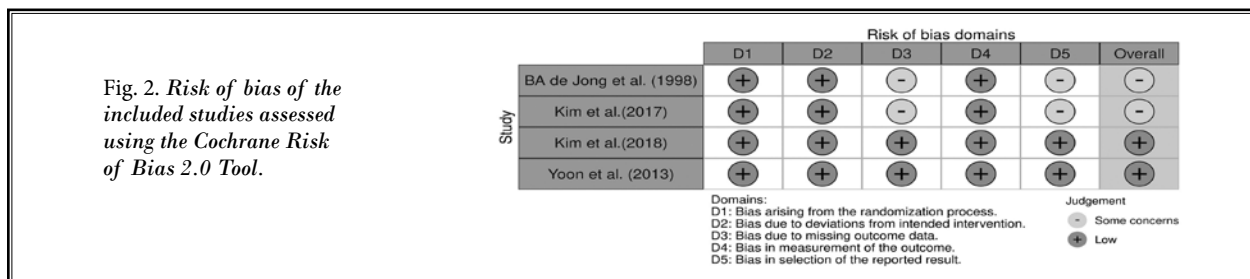 Fig. 2. Risk of bias of the
included studies assessed
using the Cochrane Risk
of Bias 2.0 Tool.
Risk of bias domains
D1 D2 D3 D4 D5 Overall
Study
BA de Jong et al. (1998) + + - + - -
Kim et al.(2017) + + - + - -
Kim et al.(2018) + + + + + +
Yoon et al. (2013) + + + + + +
Domains:
D1: Bias arising from the randomization process.
D2: Bias due to deviations from intended intervention.
D3: Bias due to missing outcome data.
D4: Bias in measurement of the outcome.
D5: Bias in selection of the reported result.
Judgement
- Some concerns
+ Low